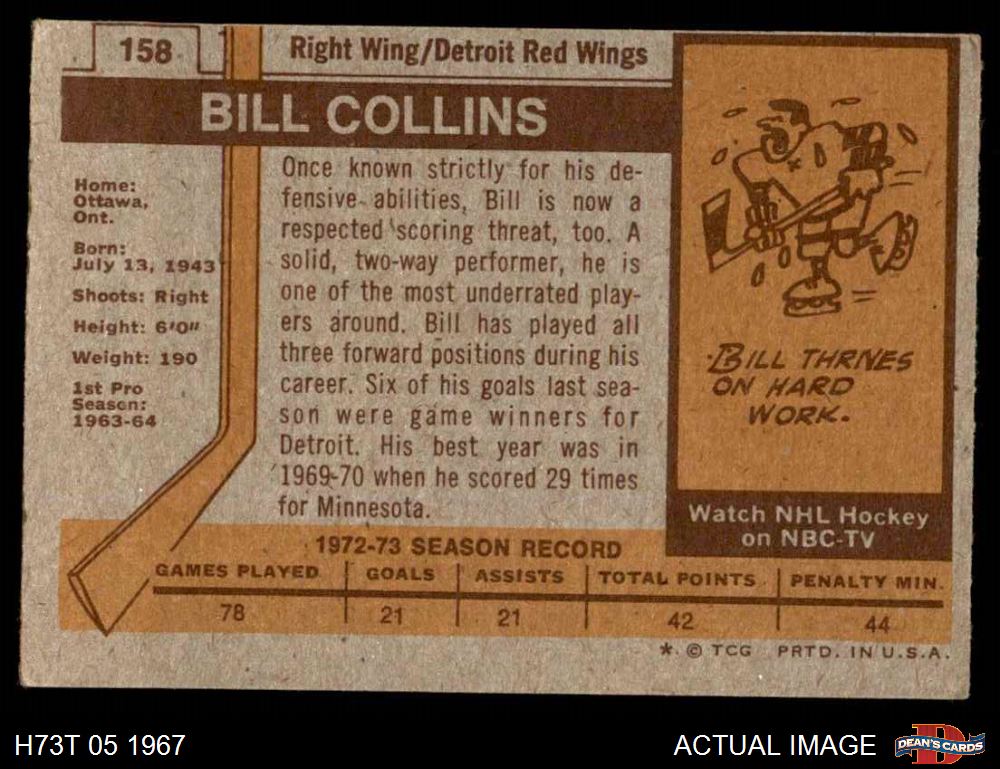 158
Right Wing/Detroit Red Wings
BILL COLLINS
Home:
Ottawa,
Ont.
Born:
July 13, 1943
Shoots: Right
Height: 6'0"
Weight: 190
1st Pro
Season:
1963-64
Once known strictly for his de-
fensive abilities, Bill is now a
respected scoring threat, too. A
solid, two-way performer, he is
one of the most underrated play-
ers around. Bill has played all
three forward positions during his
career. Six of his goals last sea-
son were game winners for
Detroit. His best year was in
1969-70 when he scored 29 times
for Minnesota.
BILL THRIVES
ON HARD
WORK.
Watch NHL Hockey
on NBC-TV
1972-73 SEASON RECORD
GAMES PLAYED GOALS ASSISTS TOTAL POINTS PENALTY MIN.
78 21 21 42 44
* © TCG PRTD. IN U.S.A.
H73T 05 1967
ACTUAL IMAGE
DEAN'S CARDS